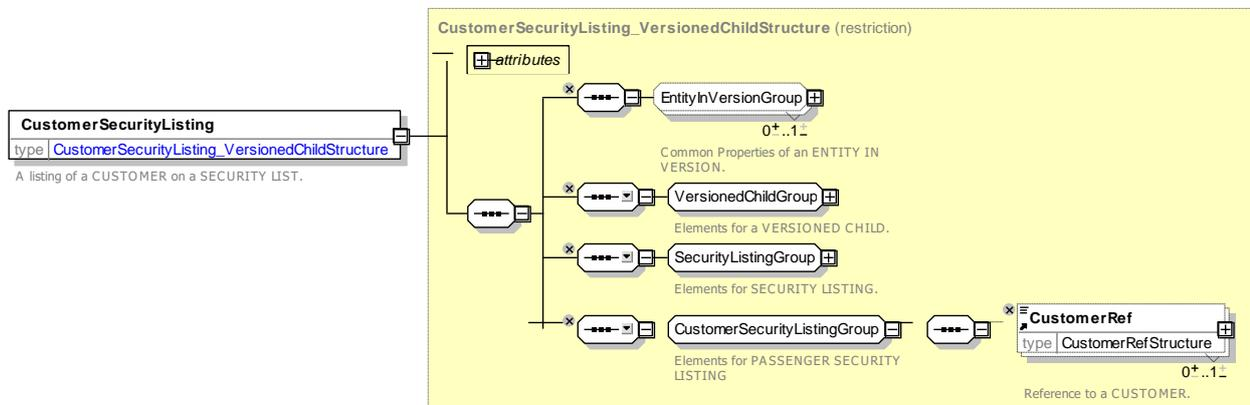 CustomerSecurityListing_VersionedChildStructure (restriction)
attributes
EntityInVersionGroup
0..1
Common Properties of an ENTITY IN
VERSION.
CustomerSecurityListing
type CustomerSecurityListing_VersionedChildStructure
A listing of a CUSTOMER on a SECURITY LIST.
VersionedChildGroup
Elements for a VERSIONED CHILD.
SecurityListingGroup
Elements for SECURITY LISTING.
CustomerSecurityListingGroup
Elements for PASSENGER SECURITY
LISTING
CustomerRef
type CustomerRefStructure
0..1
Reference to a CUSTOMER.